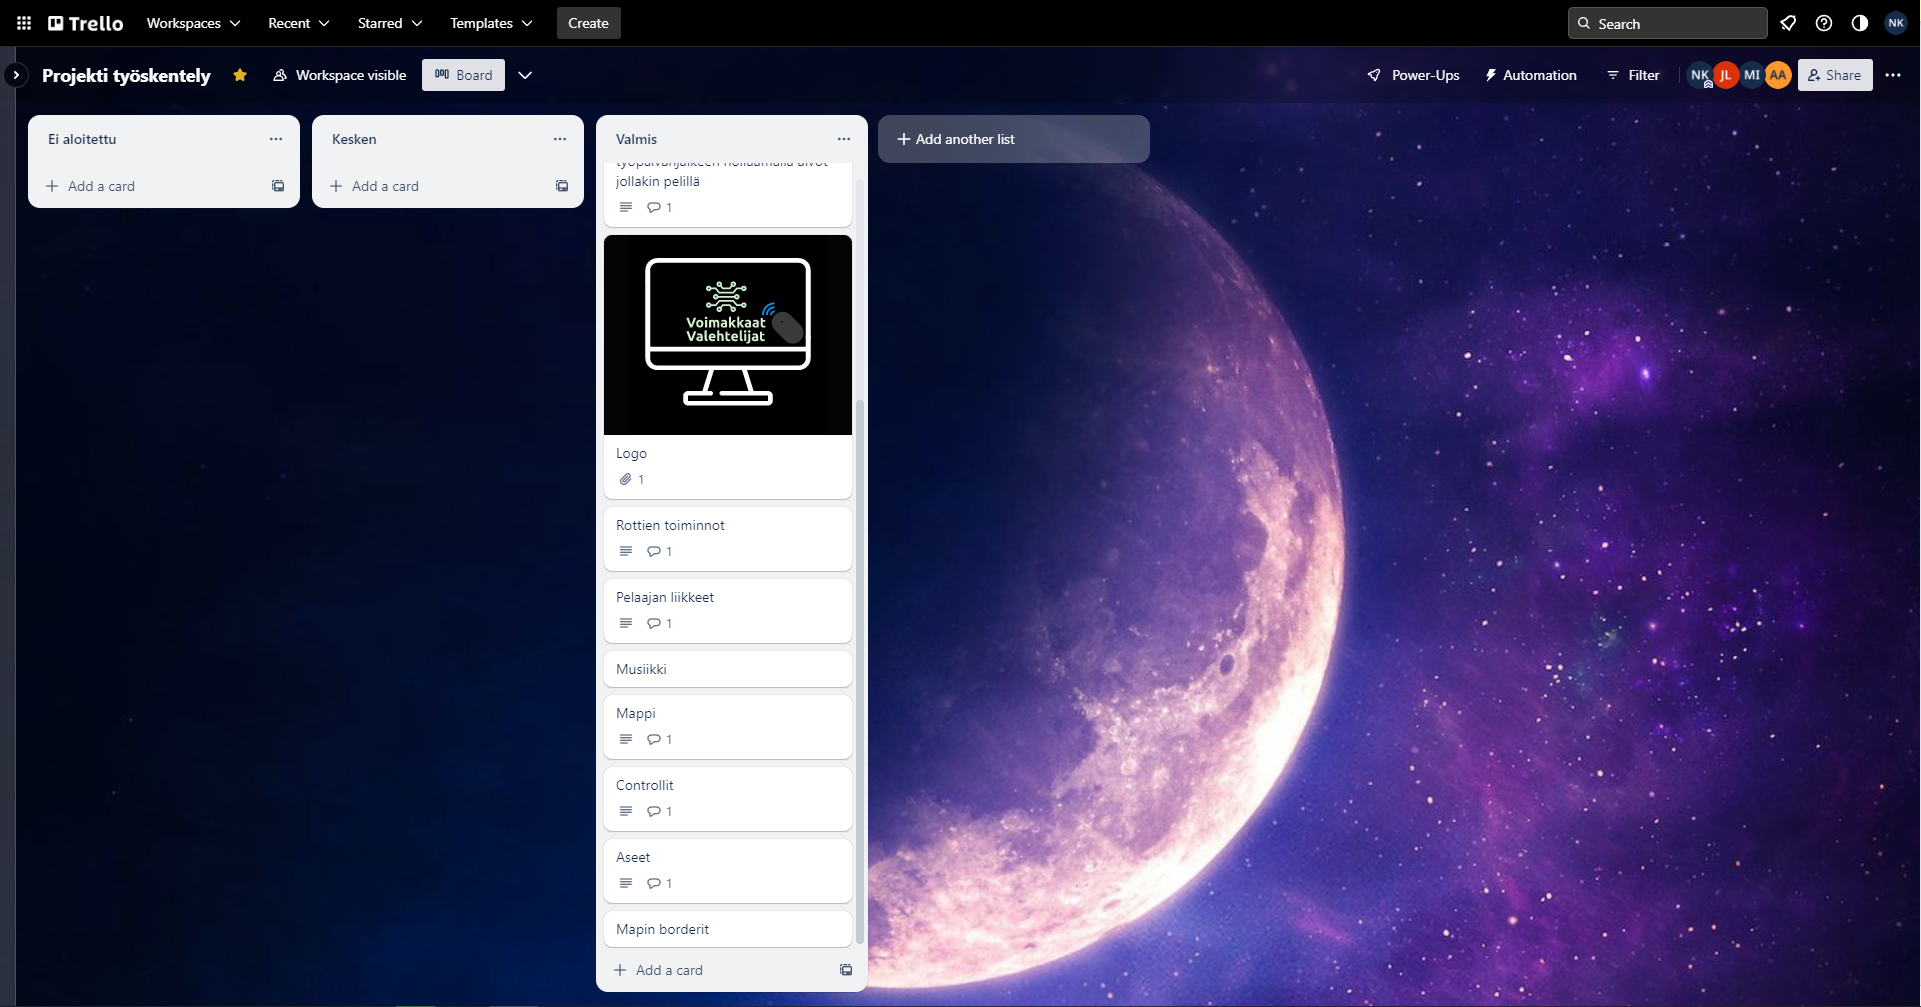 Trello
Workspaces
Recent
Starred
Templates
Create
Search
NK
Projekti työskentely
Workspace visible
Board
Power-Ups
Automation
Filter
NK
JL
MI
AA
Share
Ei aloitettu
Add a card
Kesken
Add a card
Valmis
työpäivänjälkeen nollaamalla aivot
jollakin pelillä
1
Voimakkaat
Valehtelijat
Logo
1
Rottien toiminnot
1
Pelaajan liikkeet
1
Musiikki
Mappi
1
Controllit
1
Aseet
1
Mapin borderit
Add a card
Add another list